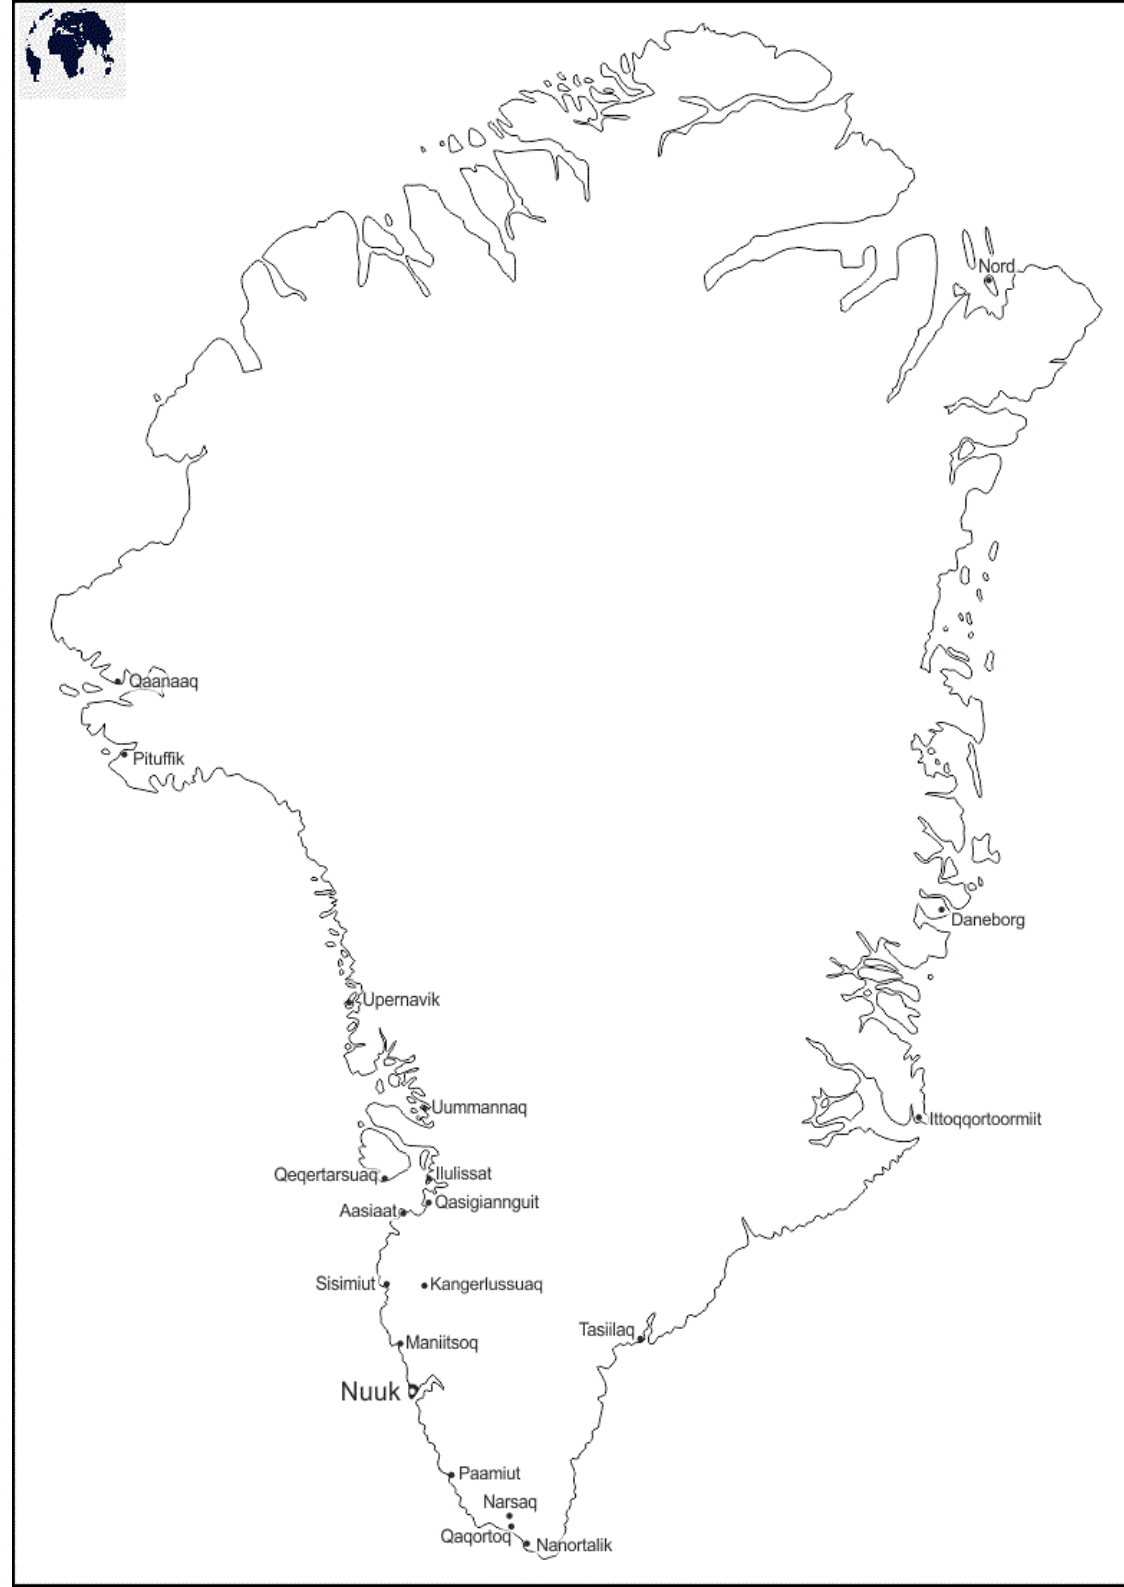 Nord
Qaanaaq
Pituffik
Daneborg
Upernavik
Uummannaq
Ittoqqortoormiit
Qeqertarsuaq
Ilulissat
Qasigiannguit
Aasiaat
Sisimiut
Kangerlussuaq
Tasiilaq
Maniitsoq
Nuuk
Paamiut
Narsaq
Qaqortoq
Nanortalik